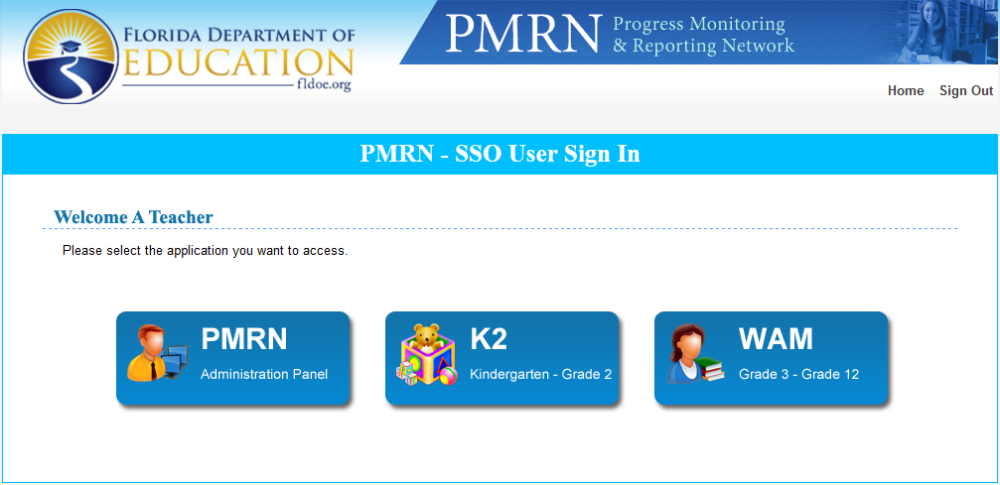 FLORIDA DEPARTMENT OF
EDUCATION
fldoe.org
PMRN
Progress Monitoring
& Reporting Network
Home Sign Out
PMRN - SSO User Sign In
Welcome A Teacher
Please select the application you want to access.
PMRN
Administration Panel
K2
Kindergarten - Grade 2
WAM
Grade 3 - Grade 12